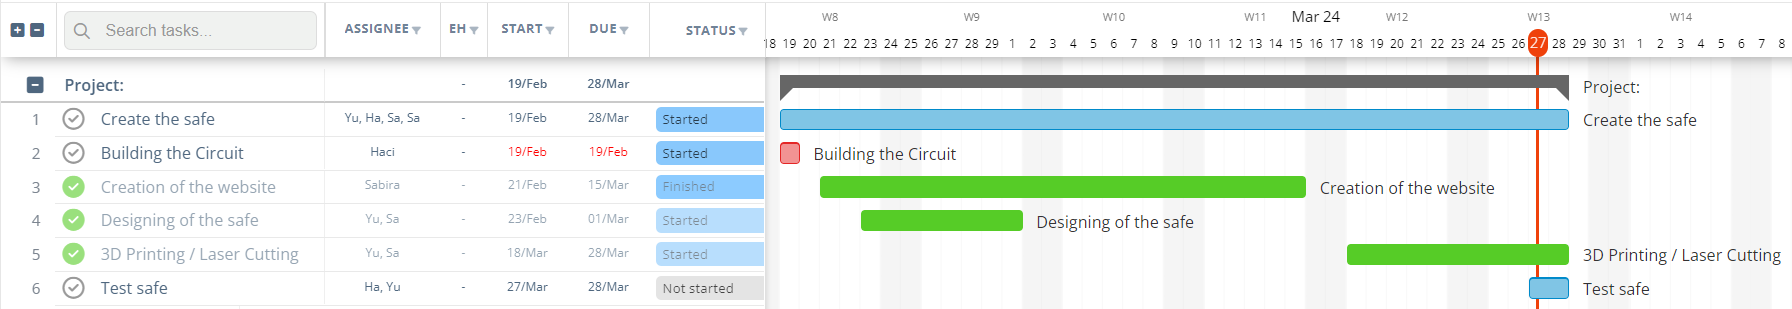 W8 W9 W10 W11 Mar 24 W12 W13 W14
Search tasks... ASSIGNEE EH START DUE STATUS
18 19 20 21 22 23 24 25 26 27 28 29 1 2 3 4 5 6 7 8 9 10 11 12 13 14 15 16 17 18 19 20 21 22 23 24 25 26 27 28 29 30 31 1 2 3 4 5 6 7 8
Project: - 19/Feb 28/Mar Project:
1 Create the safe Yu, Ha, Sa, Sa - 19/Feb 28/Mar Started Create the safe
2 Building the Circuit Haci - 19/Feb 19/Feb Started Building the Circuit
3 Creation of the website Sabira - 21/Feb 15/Mar Finished Creation of the website
4 Designing of the safe Yu, Sa - 23/Feb 01/Mar Started Designing of the safe
5 3D Printing / Laser Cutting Yu, Sa - 18/Mar 28/Mar Started 3D Printing / Laser Cutting
6 Test safe Ha, Yu - 27/Mar 28/Mar Not started Test safe